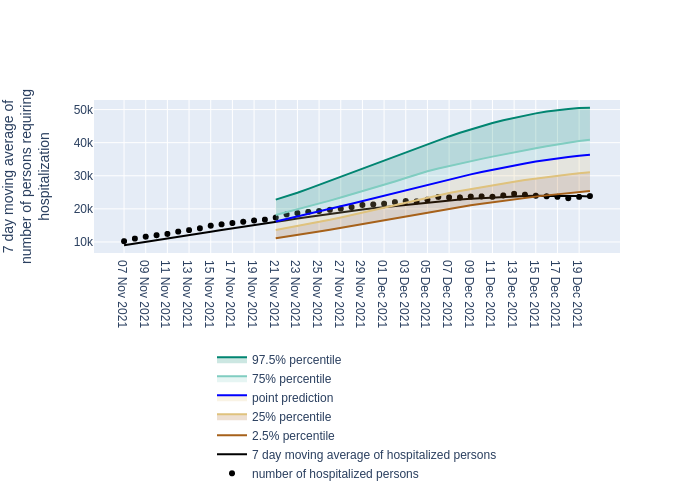 7 day moving average of
number of persons requiring
hospitalization
50k
40k
30k
20k
10k
07 Nov 2021
09 Nov 2021
11 Nov 2021
13 Nov 2021
15 Nov 2021
17 Nov 2021
19 Nov 2021
21 Nov 2021
23 Nov 2021
25 Nov 2021
27 Nov 2021
29 Nov 2021
01 Dec 2021
03 Dec 2021
05 Dec 2021
07 Dec 2021
09 Dec 2021
11 Dec 2021
13 Dec 2021
15 Dec 2021
17 Dec 2021
19 Dec 2021
97.5% percentile
75% percentile
point prediction
25% percentile
2.5% percentile
7 day moving average of hospitalized persons
number of hospitalized persons